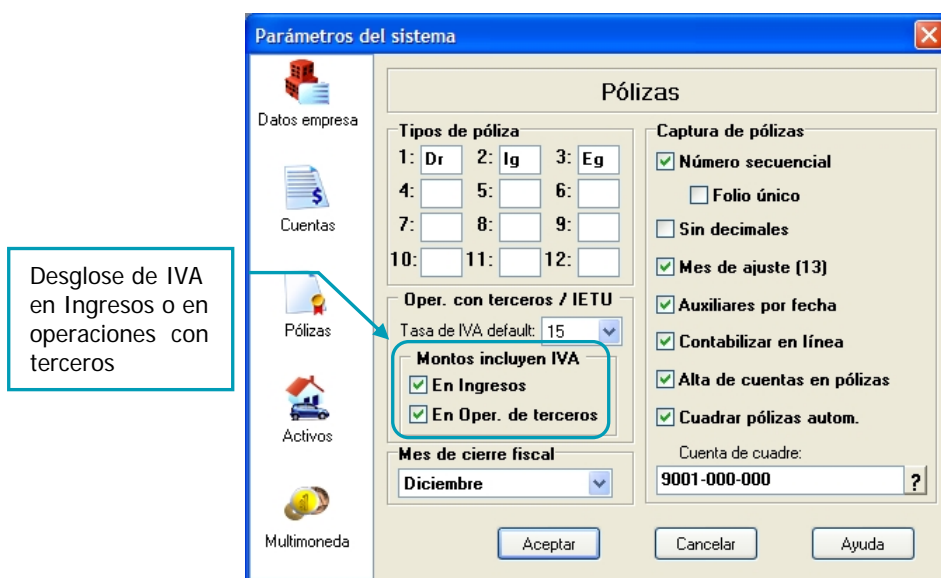 Parámetros del sistema
Datos empresa
Cuentas
Pólizas
Activos
Multimoneda
Desglose de IVA
en Ingresos o en
operaciones con
terceros
Pólizas
Tipos de póliza
1: Dr 2: Ig 3: Eg
4: 5: 6:
7: 8: 9:
10: 11: 12:
Oper. con terceros / IETU
Tasa de IVA default: 15
Montos incluyen IVA
En Ingresos
En Oper. de terceros
Mes de cierre fiscal
Diciembre
Captura de pólizas
Número secuencial
Folio único
Sin decimales
Mes de ajuste (13)
Auxiliares por fecha
Contabilizar en línea
Alta de cuentas en pólizas
Cuadrar pólizas autom.
Cuenta de cuadre:
9001-000-000 ?
Aceptar Cancelar Ayuda